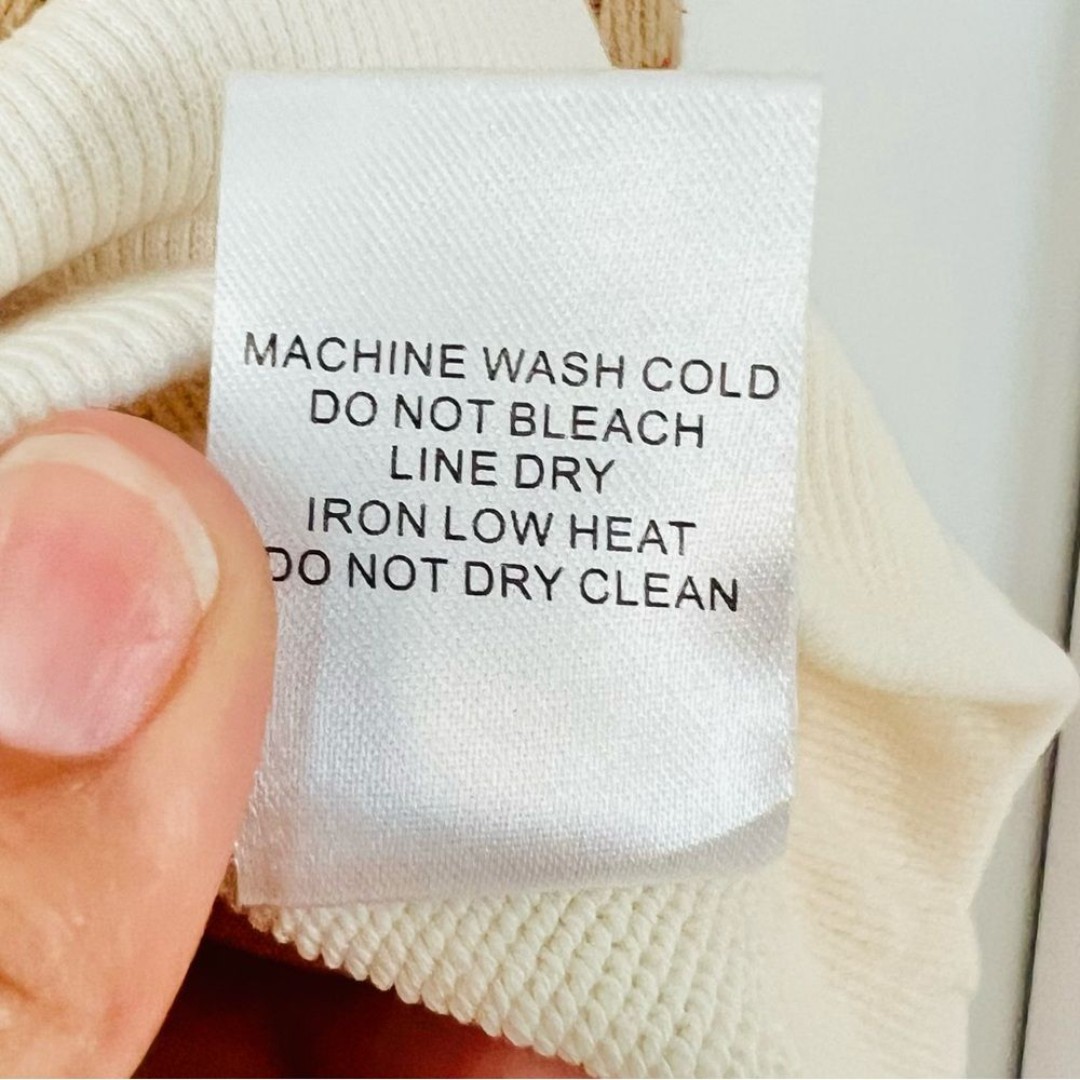 MACHINE WASH COLD
DO NOT BLEACH
LINE DRY
IRON LOW HEAT
DO NOT DRY CLEAN